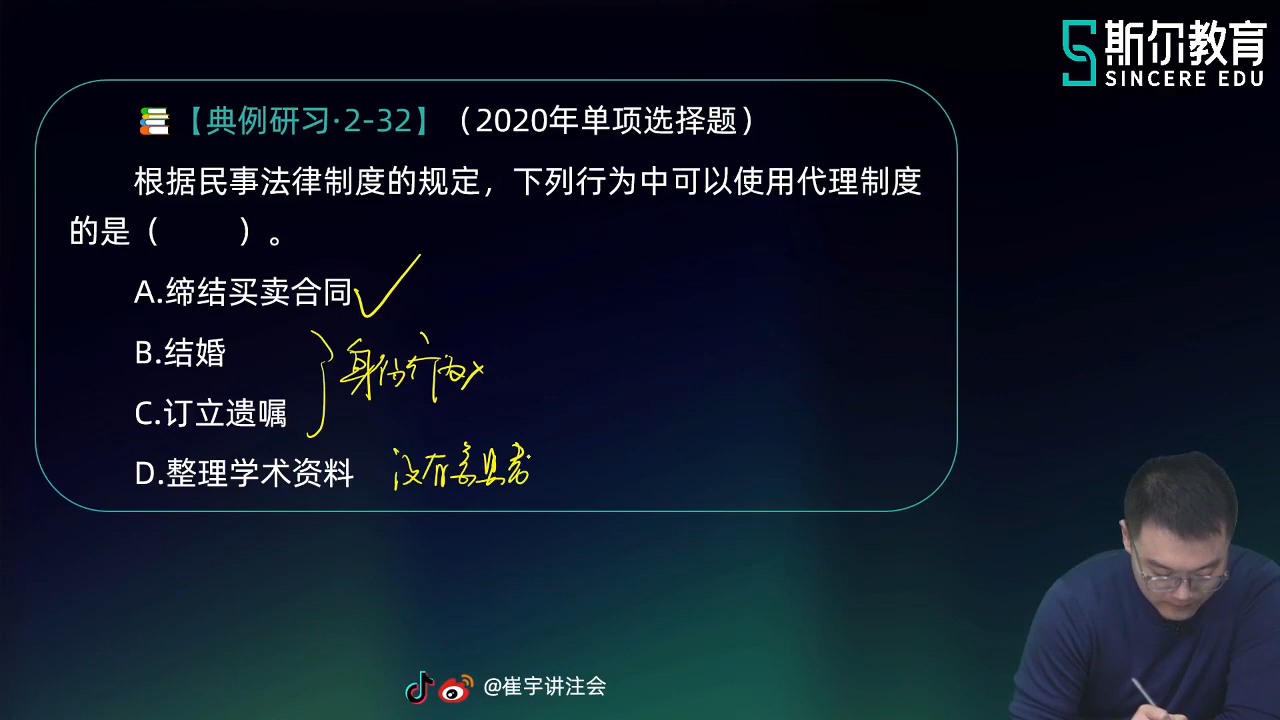 斯尔教育
SINCERE EDU
【典例研习·2-32】（2020年单项选择题）
根据民事法律制度的规定，下列行为中可以使用代理制度
的是（　　）。
A.缔结买卖合同
B.结婚
身份行为
C.订立遗嘱
D.整理学术资料 没有意思表
@崔宇讲注会